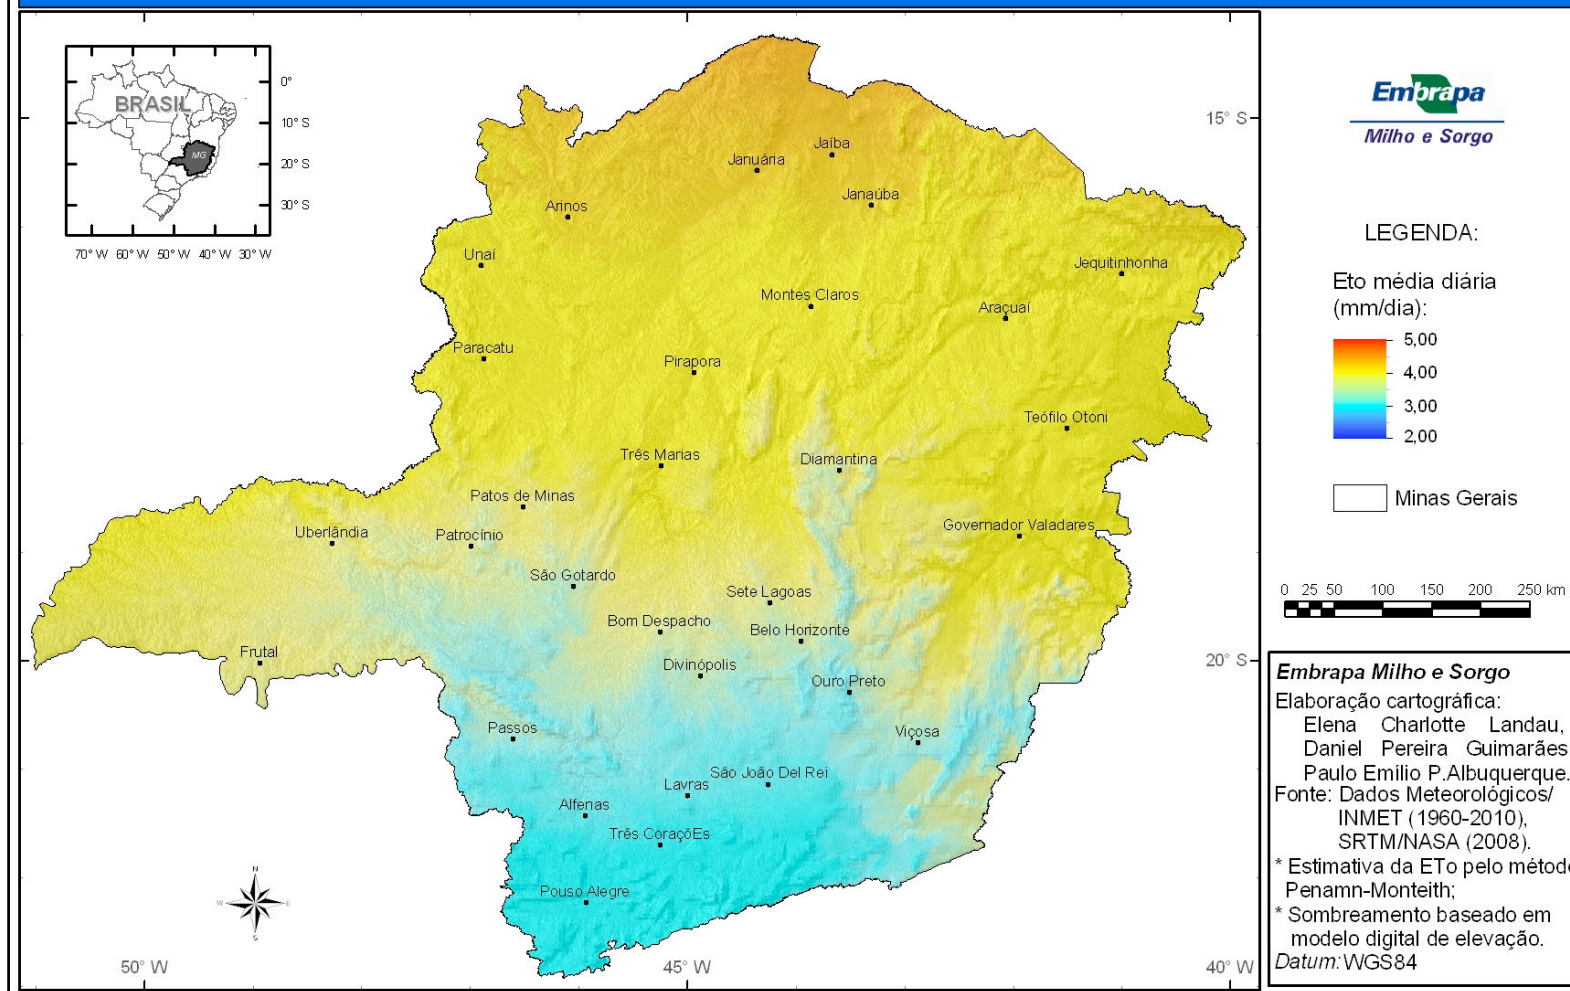 BRASIL
MG
0°
10° S
20° S
30° S
70° W 60° W 50° W 40° W 30° W
15° S
20° S
50° W
45° W
40° W
Jaíba
Januária
Janaúba
Arinos
Unaí
Jequitinhonha
Montes Claros
Araçuaí
Paracatu
Pirapora
Teófilo Otoni
Três Marias
Diamantina
Patos de Minas
Uberlândia
Patrocínio
Governador Valadares
São Gotardo
Sete Lagoas
Bom Despacho
Belo Horizonte
Frutal
Divinópolis
Ouro Preto
Passos
Viçosa
São João Del Rei
Lavras
Alfenas
Três CoraçõEs
Pouso Alegre
N
W
E
S
Embrapa
Milho e Sorgo
LEGENDA:
Eto média diária
(mm/dia):
5,00
4,00
3,00
2,00
Minas Gerais
0 25 50 100 150 200 250 km
Embrapa Milho e Sorgo
Elaboração cartográfica:
Elena Charlotte Landau,
Daniel Pereira Guimarães
Paulo Emílio P.Albuquerque.
Fonte: Dados Meteorológicos/
INMET (1960-2010),
SRTM/NASA (2008).
* Estimativa da ETo pelo método
Penamn-Monteith;
* Sombreamento baseado em
modelo digital de elevação.
Datum:WGS84